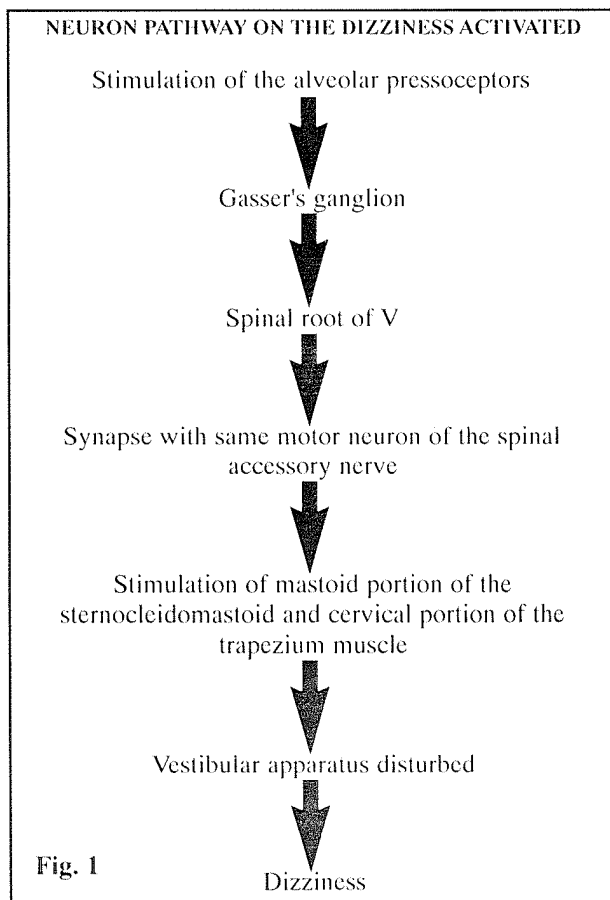 NEURON PATHWAY ON THE DIZZINESS ACTIVATED
Stimulation of the alveolar pressoceptors
Gasser's ganglion
Spinal root of V
Synapse with same motor neuron of the spinal
accessory nerve
Stimulation of mastoid portion of the
sternocleidomastoid and cervical portion of the
trapezium muscle
Vestibular apparatus disturbed
Fig. 1
Dizziness